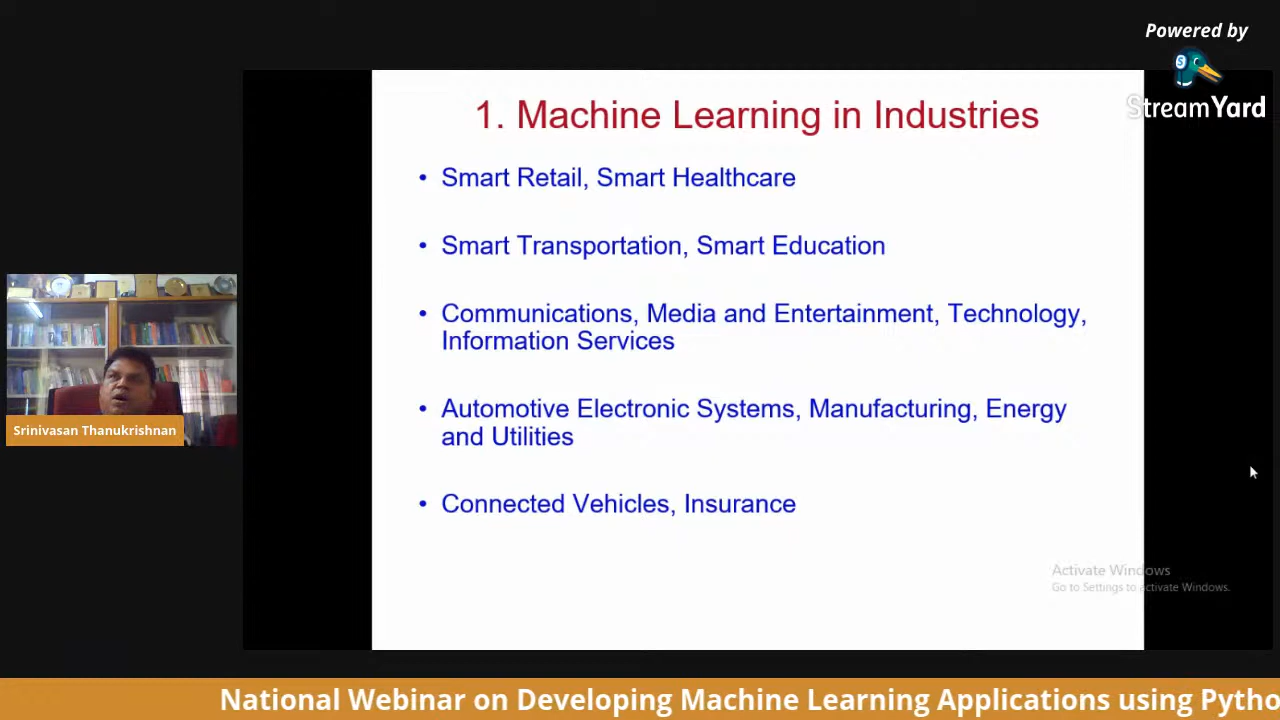 Powered by
StreamYard
1. Machine Learning in Industries
• Smart Retail, Smart Healthcare
• Smart Transportation, Smart Education
• Communications, Media and Entertainment, Technology,
Information Services
• Automotive Electronic Systems, Manufacturing, Energy
and Utilities
• Connected Vehicles, Insurance
Srinivasan Thanukrishnan
Activate Windows
Go to Settings to activate Windows.
National Webinar on Developing Machine Learning Applications using Pytho